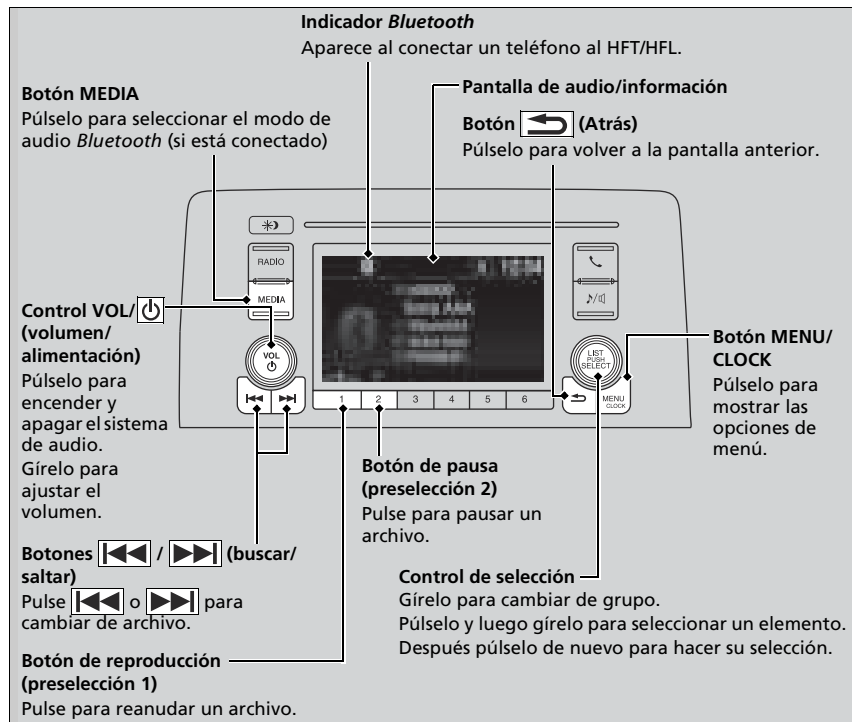 Indicador Bluetooth
Aparece al conectar un teléfono al HFT/HFL.
Botón MEDIA
Púlselo para seleccionar el modo de
audio Bluetooth (si está conectado)
Pantalla de audio/información
Botón (Atrás)
Púlselo para volver a la pantalla anterior.
RADIO
MEDIA
VOL
LIST
PUSH
SELECT
1 2 3 4 5 6
MENU
CLOCK
Control VOL/
(volumen/
alimentación)
Púlselo para
encender y
apagar el sistema
de audio.
Gírelo para
ajustar el
volumen.
Botón MENU/
CLOCK
Púlselo para
mostrar las
opciones de
menú.
Botón de pausa
(preselección 2)
Pulse para pausar un
archivo.
Botones / (buscar/
saltar)
Pulse o para
cambiar de archivo.
Control de selección
Gírelo para cambiar de grupo.
Púlselo y luego gírelo para seleccionar un elemento.
Después púlselo de nuevo para hacer su selección.
Botón de reproducción
(preselección 1)
Pulse para reanudar un archivo.